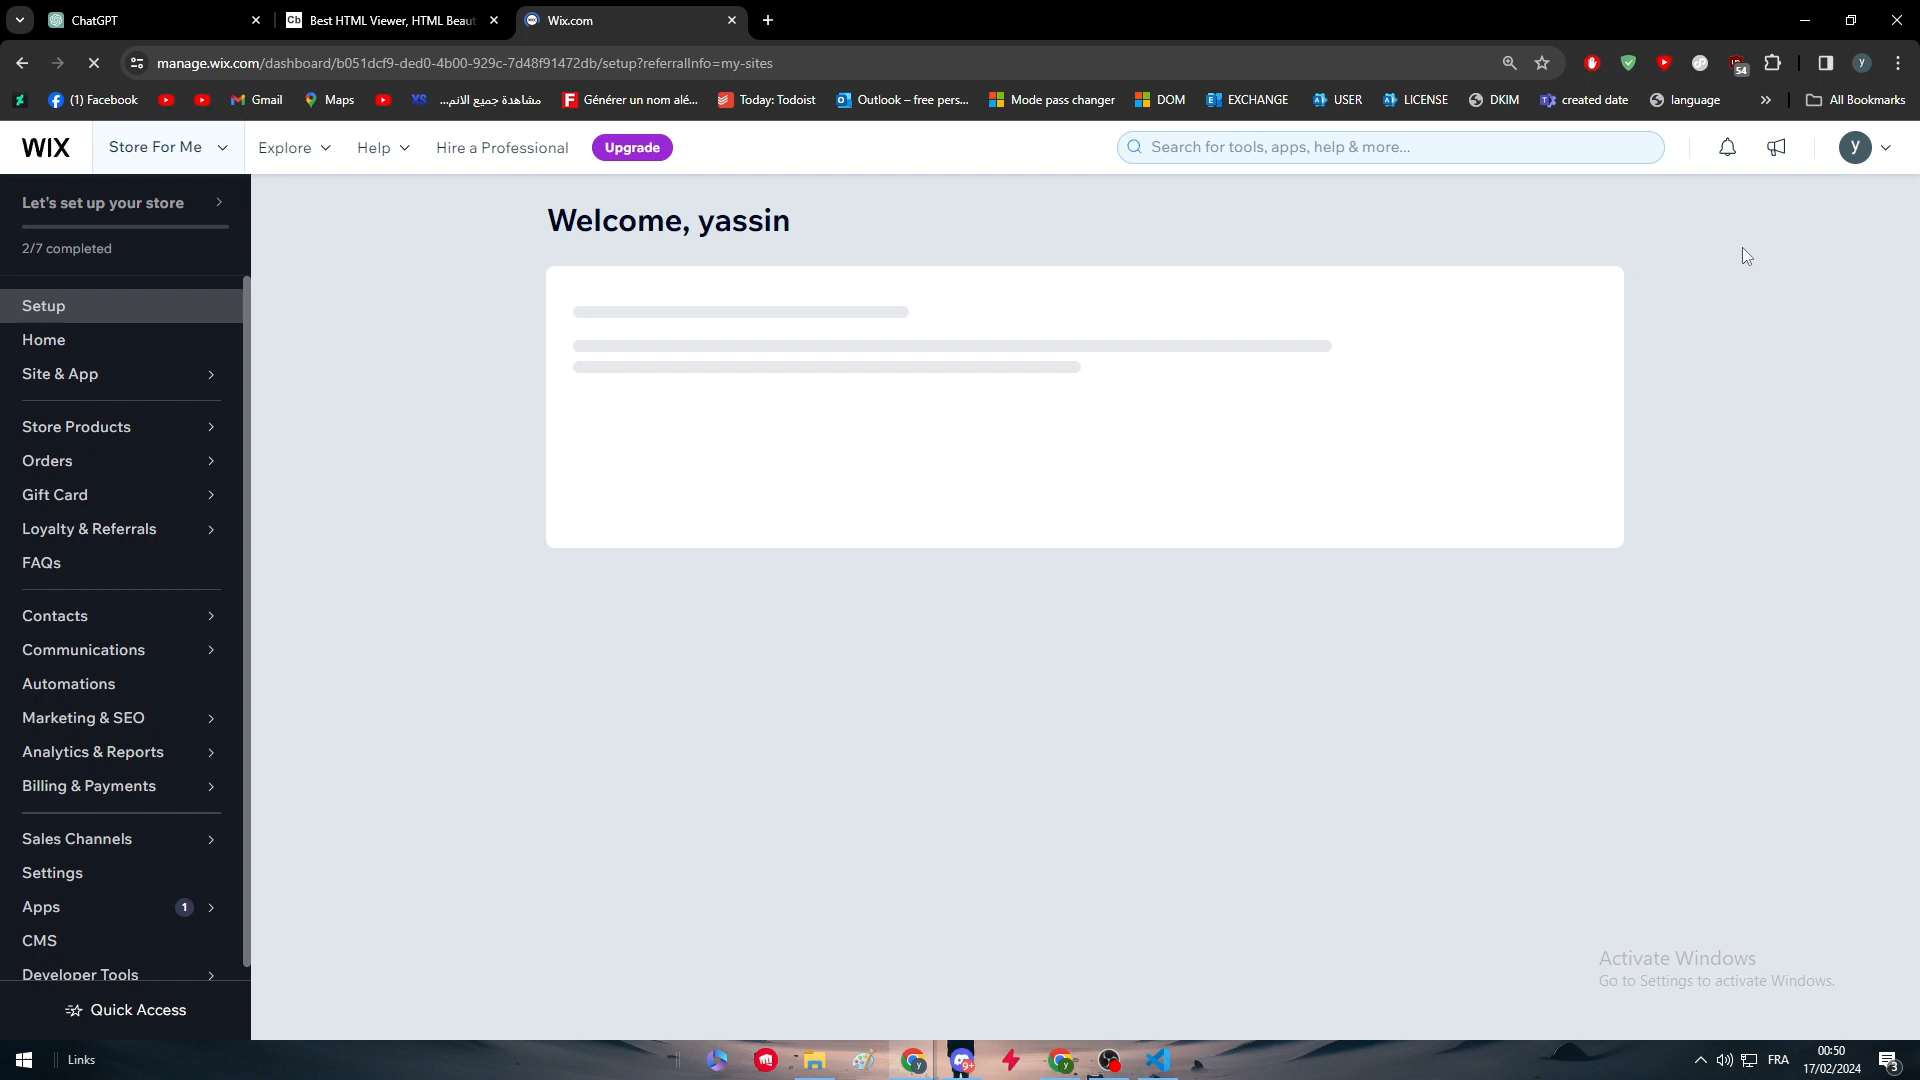 ChatGPT
Best HTML Viewer, HTML Beaut
Wix.com
manage.wix.com/dashboard/b051dcf9-ded0-4b00-929c-7d48f91472db/setup?referralInfo=my-sites
54
y
(1) Facebook
Gmail
Maps
مشاهدة جميع الانم...
Générer un nom alé...
Today: Todoist
Outlook – free pers...
Mode pass changer
DOM
EXCHANGE
USER
LICENSE
DKIM
created date
language
All Bookmarks
WIX
Store For Me
Explore
Help
Hire a Professional
Upgrade
Search for tools, apps, help & more...
y
Let's set up your store
2/7 completed
Setup
Home
Site & App
Store Products
Orders
Gift Card
Loyalty & Referrals
FAQs
Contacts
Communications
Automations
Marketing & SEO
Analytics & Reports
Billing & Payments
Sales Channels
Settings
Apps
1
CMS
Developer Tools
Quick Access
Welcome, yassin
Activate Windows
Go to Settings to activate Windows.
Links
FRA
00:50
17/02/2024
3